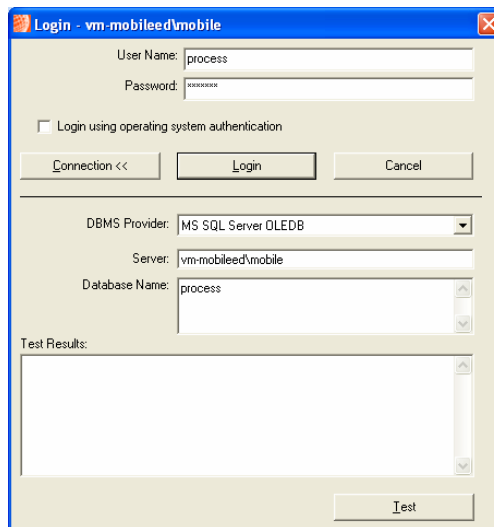 Login - vm-mobileed\mobile
User Name: process
Password: xxxxxxx
Login using operating system authentication
Connection << Login Cancel
DBMS Provider: MS SQL Server OLEDB
Server: vm-mobileed\mobile
Database Name: process
Test Results:
Test